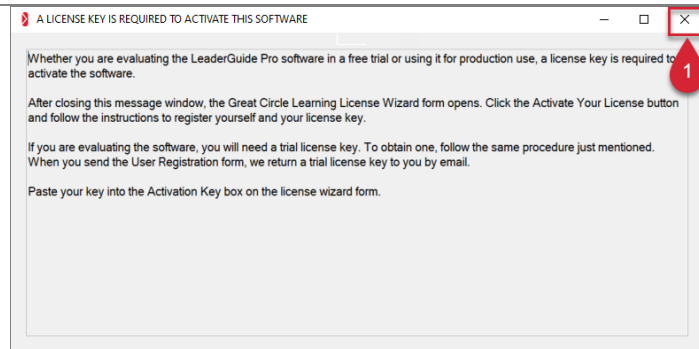 A LICENSE KEY IS REQUIRED TO ACTIVATE THIS SOFTWARE
Whether you are evaluating the LeaderGuide Pro software in a free trial or using it for production use, a license key is required to
1
activate the software.
After closing this message window, the Great Circle Learning License Wizard form opens. Click the Activate Your License button
and follow the instructions to register yourself and your license key.
If you are evaluating the software, you will need a trial license key. To obtain one, follow the same procedure just mentioned.
When you send the User Registration form, we return a trial license key to you by email.
Paste your key into the Activation Key box on the license wizard form.